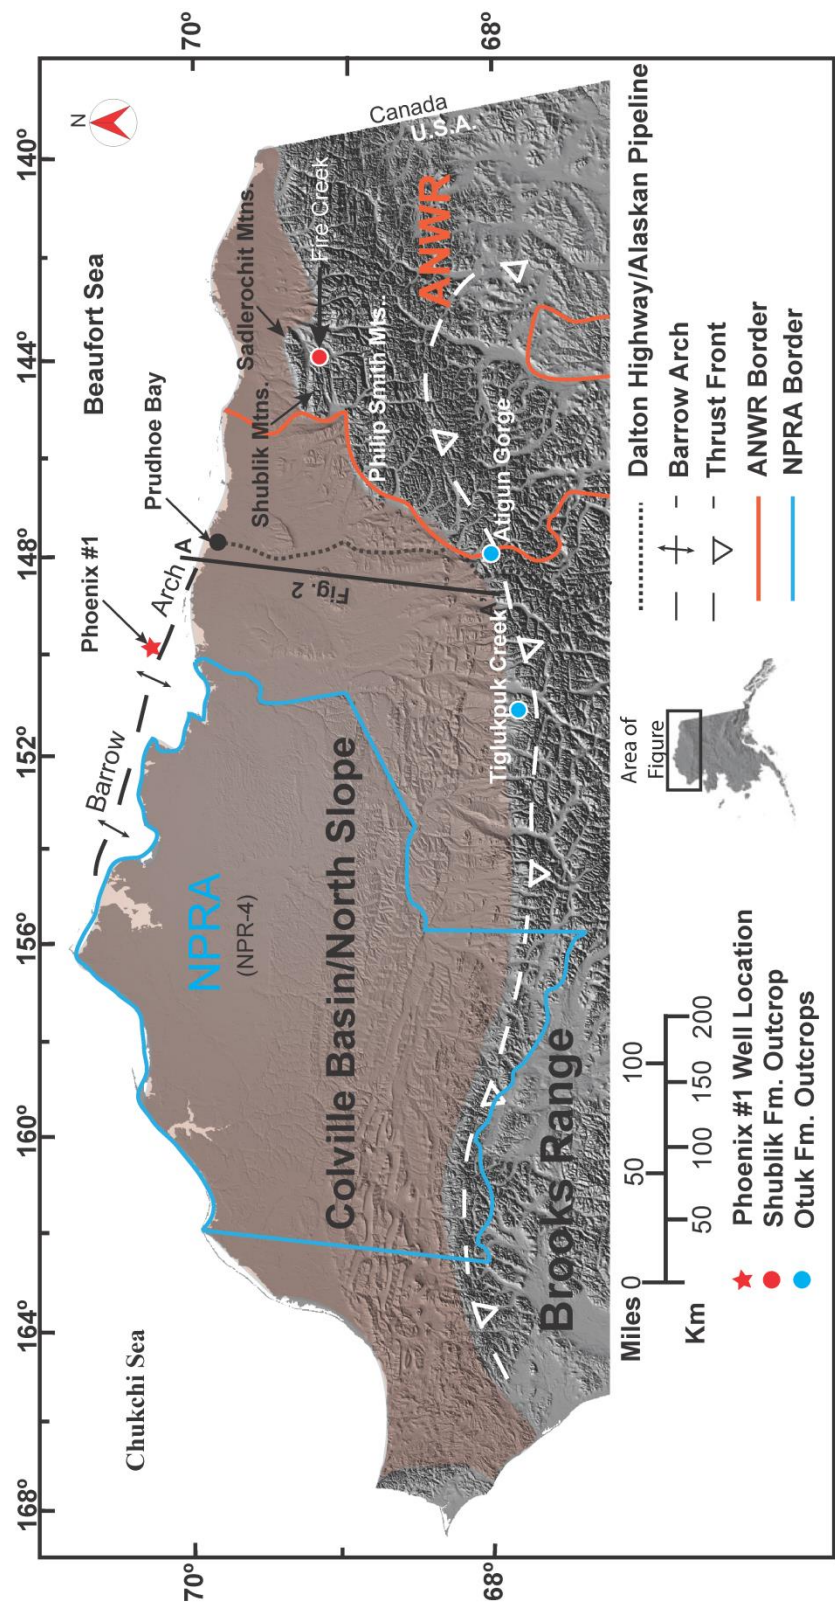 168°
164°
160°
156°
152°
148°
144°
140°
70°
70°
68°
68°
N
Chukchi Sea
Beaufort Sea
Barrow
Arch
Phoenix #1
Prudhoe Bay
A
Fig. 2
Sadlerochit Mtns.
Shublik Mtns.
Fire Creek
Canada
U.S.A.
NPRA
(NPR-4)
Colville Basin/North Slope
Philip Smith Mts..
ANWR
Tiglukpuk Creek
Atigun Gorge
Brooks Range
Miles
0
50
100
Km
50
100
150
200
Area of
Figure
Phoenix #1 Well Location
Shublik Fm. Outcrop
Otuk Fm. Outcrops
Dalton Highway/Alaskan Pipeline
Barrow Arch
Thrust Front
ANWR Border
NPRA Border